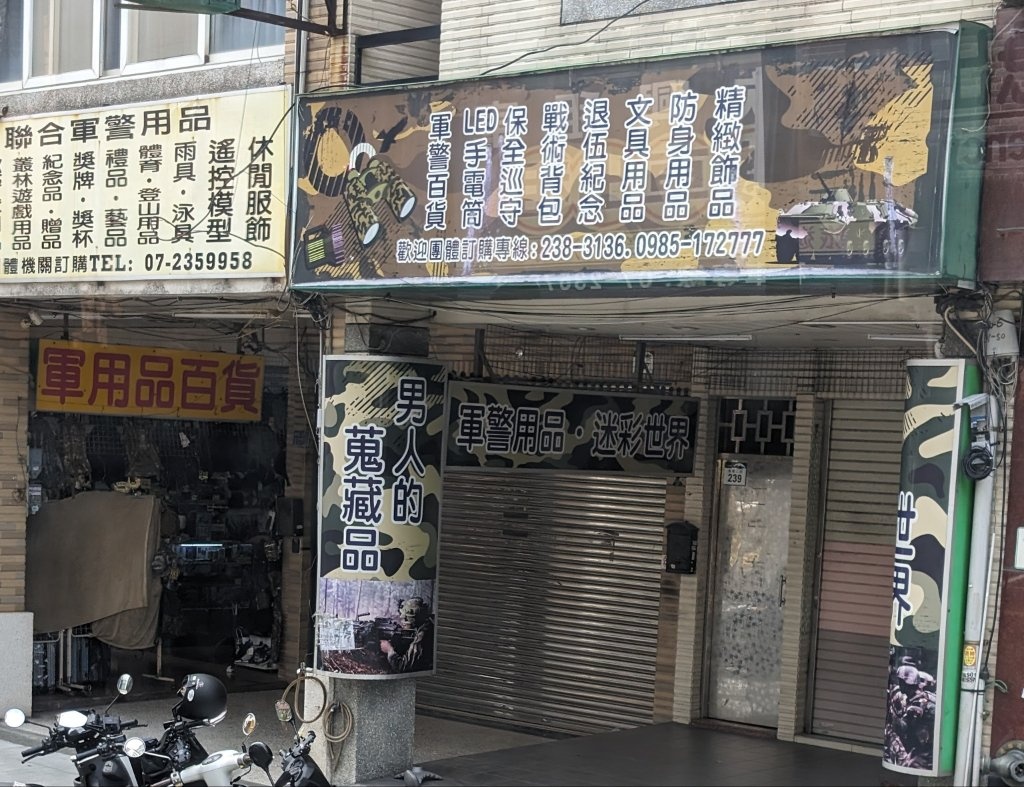 聯合軍警用品
休閒服飾
遙控模型
雨具・泳具
體育・登山用品
禮品・藝品
獎牌・獎杯
紀念品・贈品
叢林遊戲用品
體機關訂購TEL: 07-2359958
精緻飾品
防身用品
文具用品
退伍紀念
戰術背包
保全巡守
LED手電筒
軍警百貨
歡迎團體訂購專線:238-3136.0985-172777
軍用品百貨
男人的
蒐藏品
軍警用品・迷彩世界
239
世界